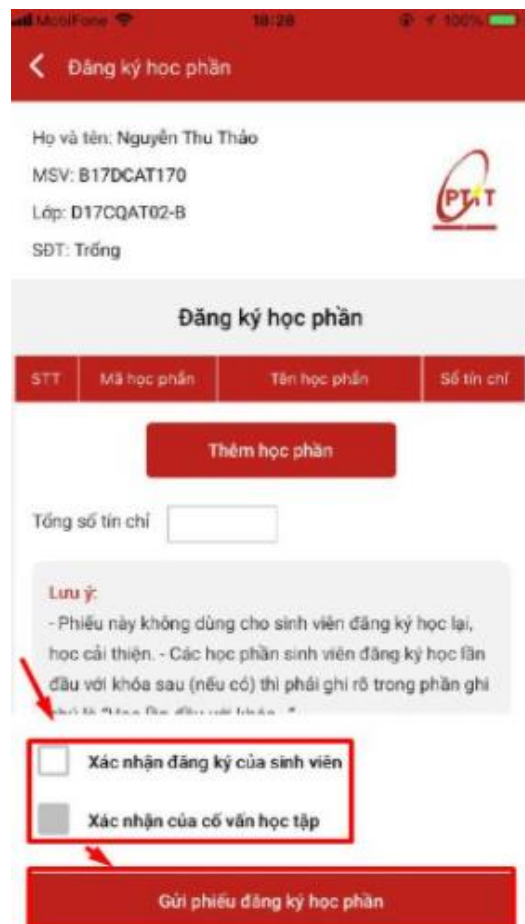 MobiFone 18:28 100%
Đăng ký học phần
Họ và tên: Nguyễn Thu Thảo
MSV: B17DCAT170
Lớp: D17CQAT02-B
SĐT: Trống
PTIT
Đăng ký học phần
STT Mã học phần Tên học phần Số tín chỉ
Thêm học phần
Tổng số tín chỉ
Lưu ý:
- Phiếu này không dùng cho sinh viên đăng ký học lại,
học cải thiện. - Các học phần sinh viên đăng ký học lần
đầu với khóa sau (nếu có) thì phải ghi rõ trong phần ghi
Xác nhận đăng ký của sinh viên
Xác nhận của cố vấn học tập
Gửi phiếu đăng ký học phần